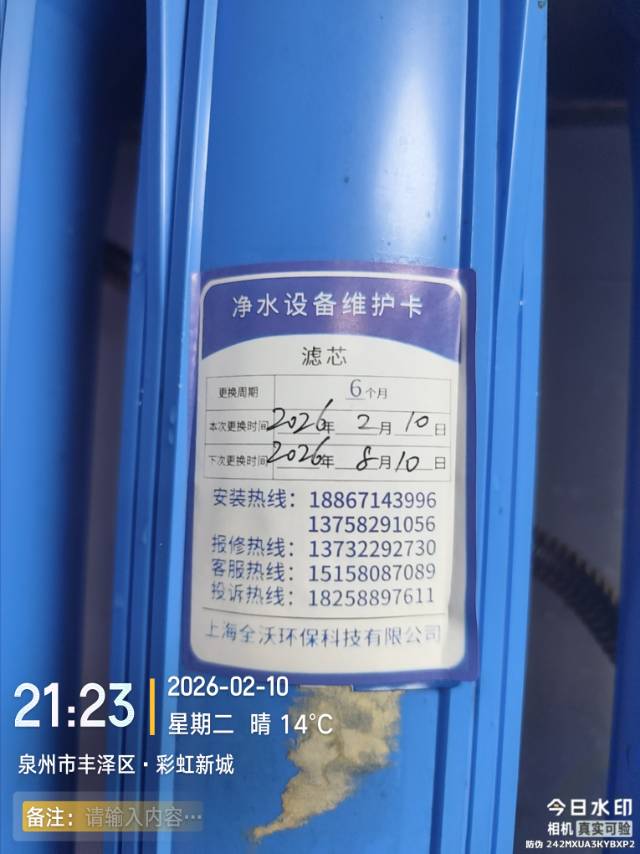 净水设备维护卡
滤芯
更换周期 6个月
本次更换时间 2026年 2月10日
下次更换时间 2026年 8月10日
安装热线：18867143996
13758291056
报修热线：13732292730
客服热线：15158087089
投诉热线：18258897611
上海全沃环保科技有限公司
21:23
2026-02-10
星期二 晴 14℃
泉州市丰泽区·彩虹新城
备注： 请输入内容…
今日水印
相机 真实可验
防伪 242MXUA3KYBXP2